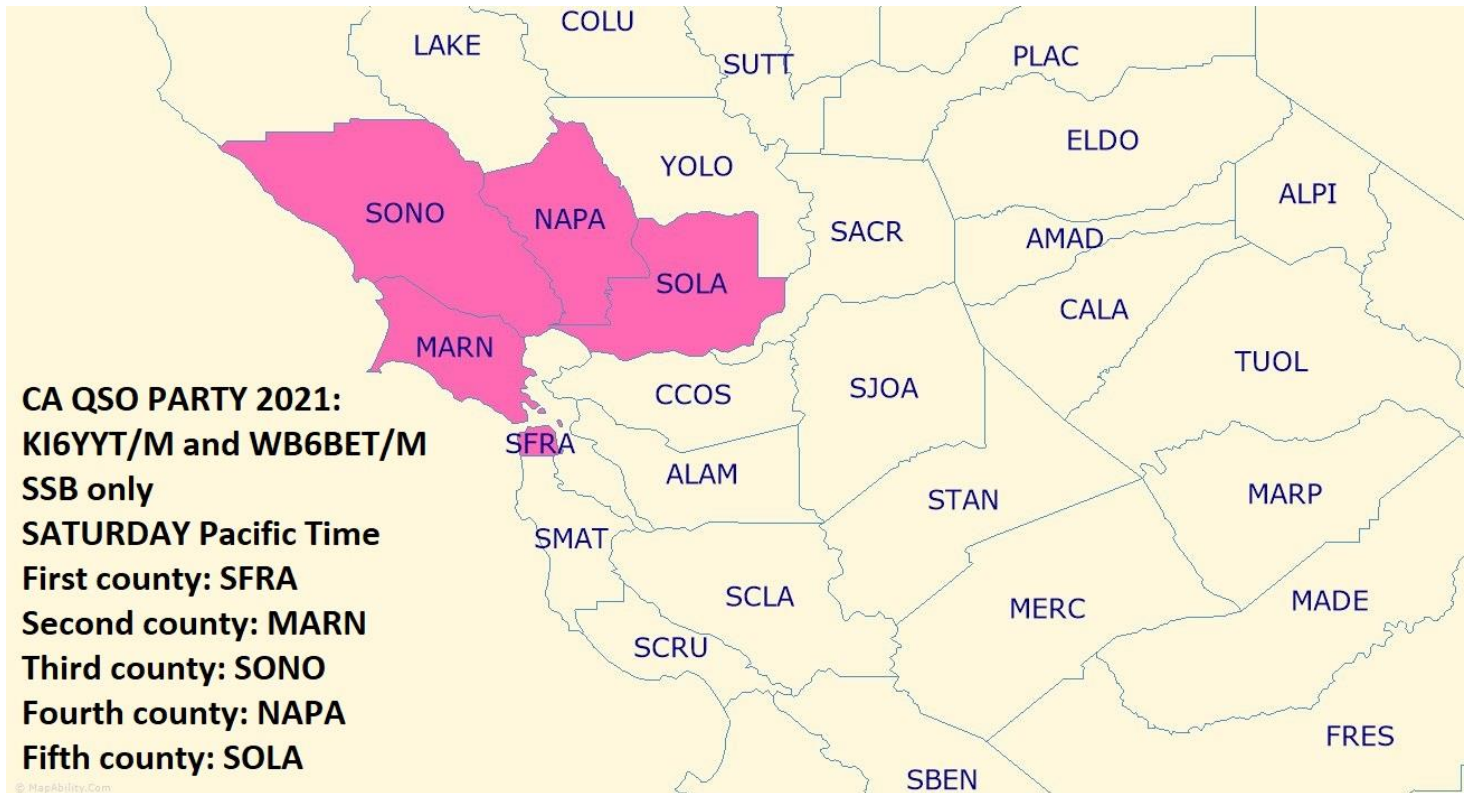 COLU
LAKE
SUTT
PLAC
ELDO
YOLO
ALPI
SONO
NAPA
SACR
AMAD
SOLA
CALA
MARN
TUOL
CCOS
SJOA
SFRA
ALAM
STAN
MARP
SMAT
SCLA
MERC
MADE
SCRU
FRES
SBEN
CA QSO PARTY 2021:
KI6YYT/M and WB6BET/M
SSB only
SATURDAY Pacific Time
First county: SFRA
Second county: MARN
Third county: SONO
Fourth county: NAPA
Fifth county: SOLA
© MapAbility.Com